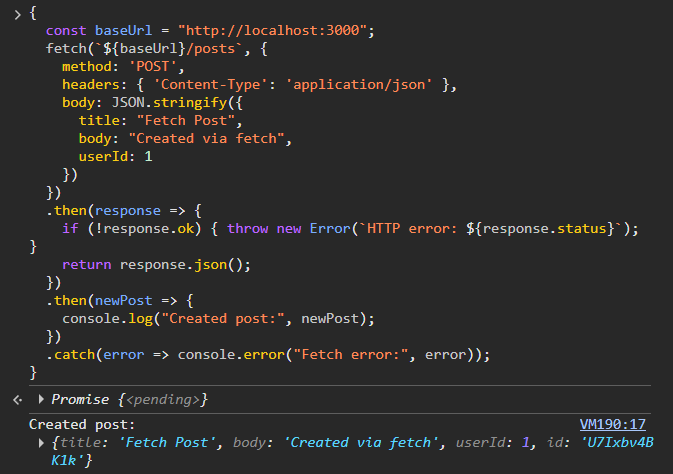 {
  const baseUrl = "http://localhost:3000";
  fetch(`${baseUrl}/posts`, {
    method: 'POST',
    headers: { 'Content-Type': 'application/json' },
    body: JSON.stringify({
      title: "Fetch Post",
      body: "Created via fetch",
      userId: 1
    })
  })
  .then(response => {
    if (!response.ok) { throw new Error(`HTTP error: ${response.status}`);
}
    return response.json();
  })
  .then(newPost => {
    console.log("Created post:", newPost);
  })
  .catch(error => console.error("Fetch error:", error));
}
Promise {<pending>}
Created post: VM190:17
{title: 'Fetch Post', body: 'Created via fetch', userId: 1, id: 'U7Ixbv4B
K1k'}